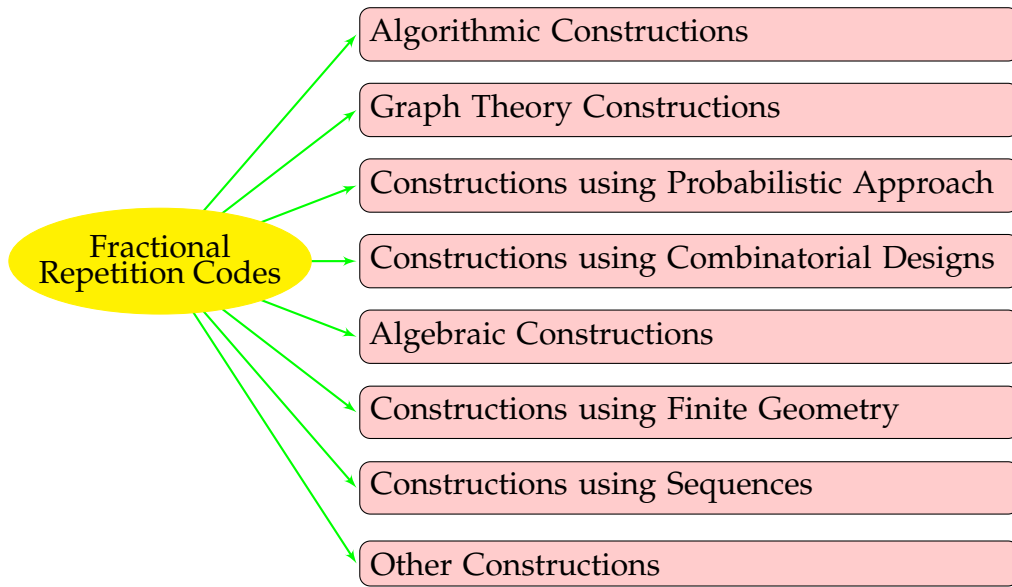 Fractional
Repetition Codes
Algorithmic Constructions
Graph Theory Constructions
Constructions using Probabilistic Approach
Constructions using Combinatorial Designs
Algebraic Constructions
Constructions using Finite Geometry
Constructions using Sequences
Other Constructions